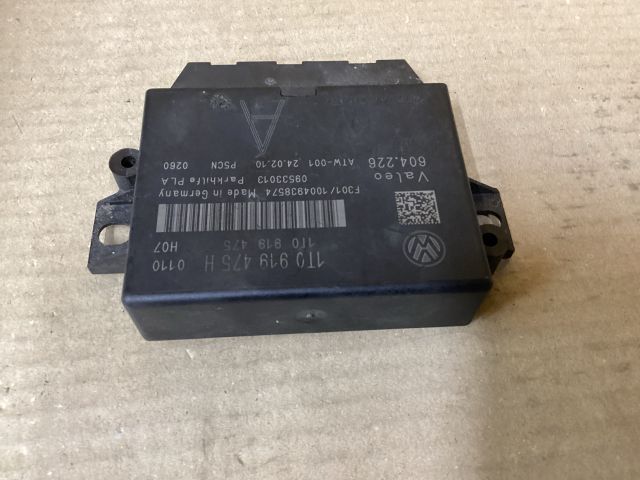 1T0 919 475 H 0110
1T0 919 475 H07
F301/1004938574 Made in Germany
09533013 Parkhilfe PLA
Valeo
604.226 ATW-001 24.02.10 P5CN 0260
A